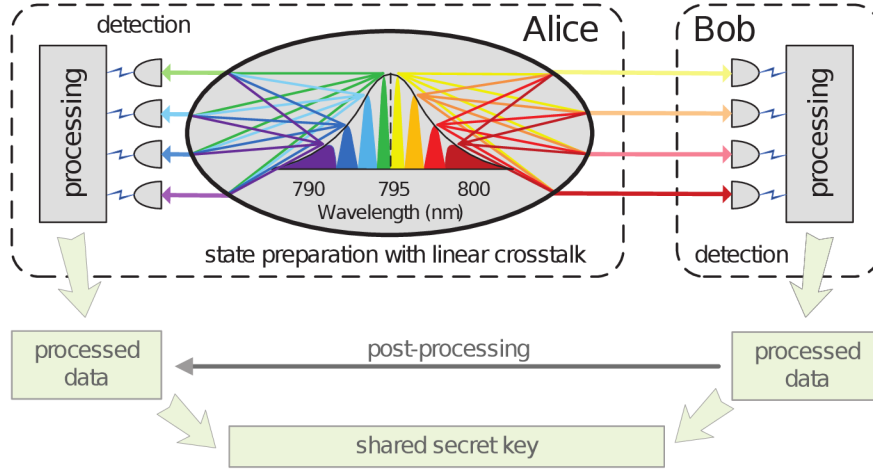 Alice
Bob
detection
processing
790 795 800
Wavelength (nm)
state preparation with linear crosstalk
processing
detection
processed
data
post-processing
processed
data
shared secret key